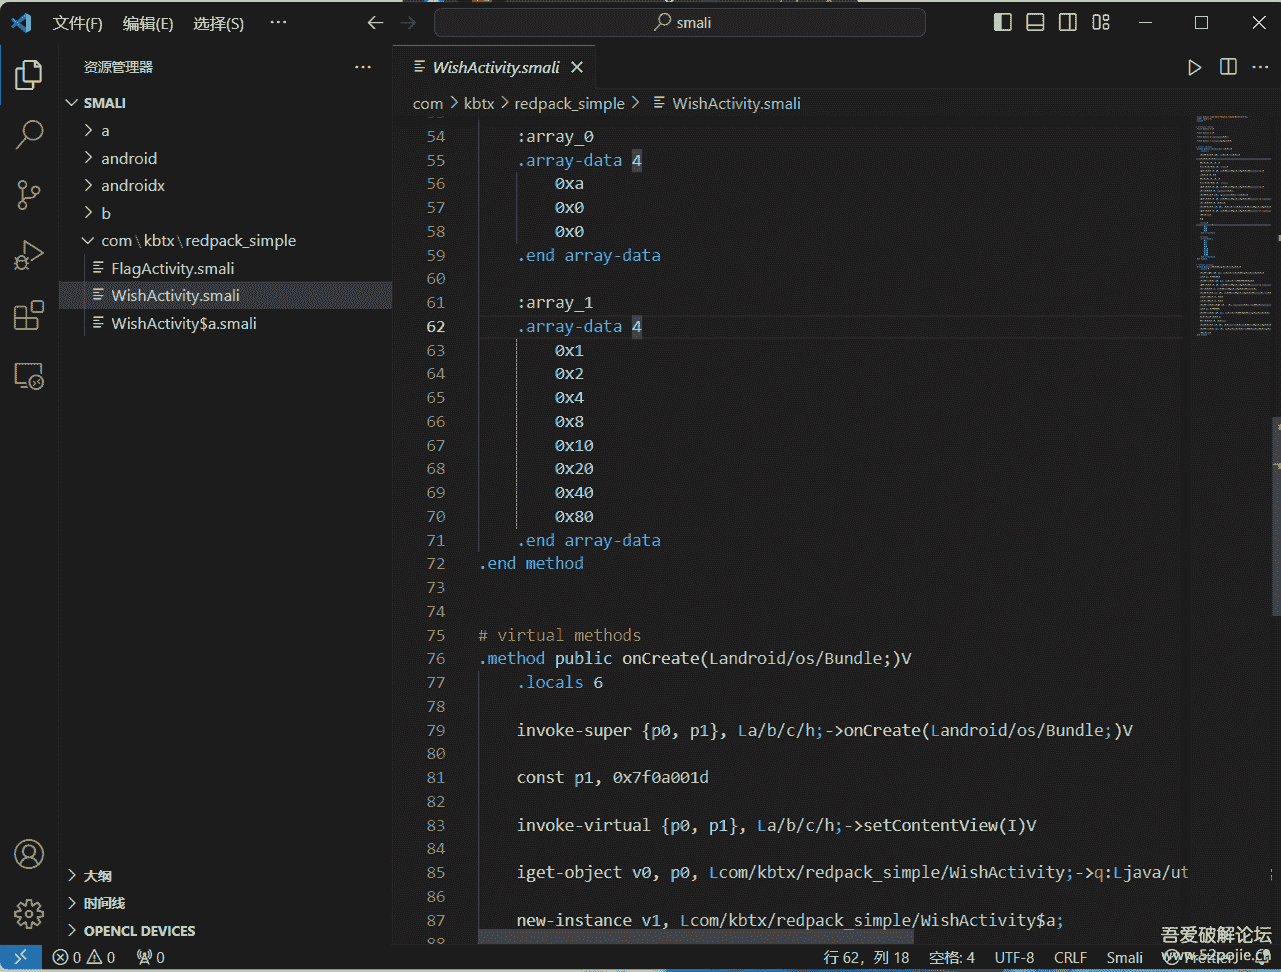 文件(F) 编辑(E) 选择(S) ··· smali
资源管理器 ···
SMALI
a
android
androidx
b
com\kbtx\redpack_simple
FlagActivity.smali
WishActivity.smali
WishActivity$a.smali
大纲
时间线
OPENCL DEVICES
WishActivity.smali
com > kbtx > redpack_simple > WishActivity.smali
54 :array_0
55 .array-data 4
56 0xa
57 0x0
58 0x0
59 .end array-data
60
61 :array_1
62 .array-data 4
63 0x1
64 0x2
65 0x4
66 0x8
67 0x10
68 0x20
69 0x40
70 0x80
71 .end array-data
72 .end method
73
74
75 # virtual methods
76 .method public onCreate(Landroid/os/Bundle;)V
77 .locals 6
78
79 invoke-super {p0, p1}, La/b/c/h;->onCreate(Landroid/os/Bundle;)V
80
81 const p1, 0x7f0a001d
82
83 invoke-virtual {p0, p1}, La/b/c/h;->setContentView(I)V
84
85 iget-object v0, p0, Lcom/kbtx/redpack_simple/WishActivity;->q:Ljava/ut
86
87 new-instance v1, Lcom/kbtx/redpack_simple/WishActivity$a;
吾爱破解论坛
www.52pojie.cn
0 0 0 行 62，列 18 空格: 4 UTF-8 CRLF Smali